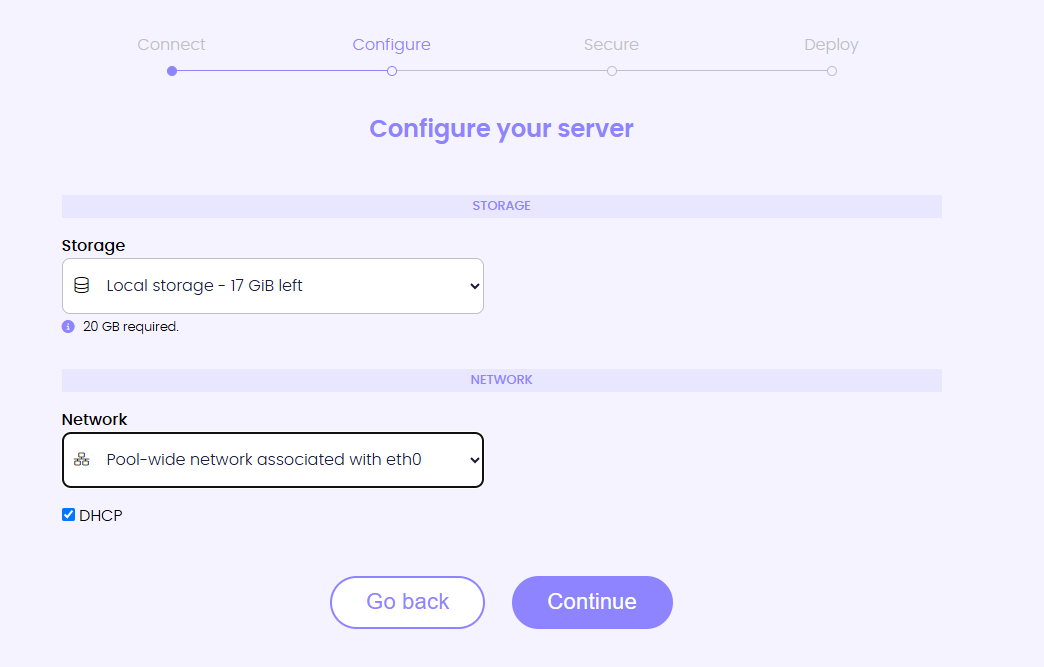 Connect Configure Secure Deploy
Configure your server
STORAGE
Storage
Local storage - 17 GiB left
20 GB required.
NETWORK
Network
Pool-wide network associated with eth0
DHCP
Go back Continue